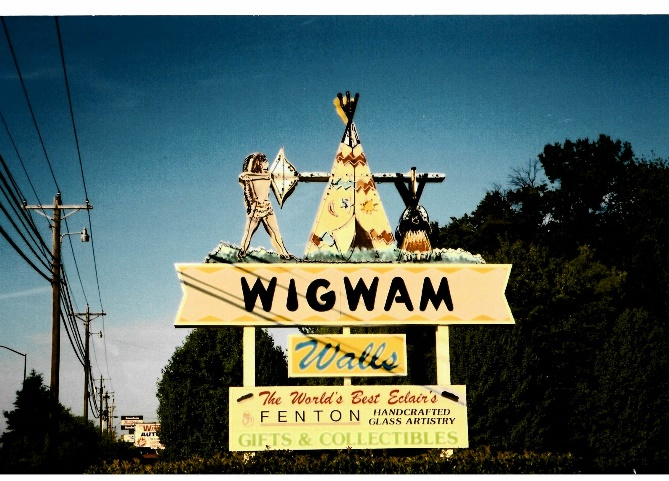 WIGWAM
Walls
The World's Best Eclair's
FENTON HANDCRAFTED
GLASS ARTISTRY
GIFTS & COLLECTIBLES